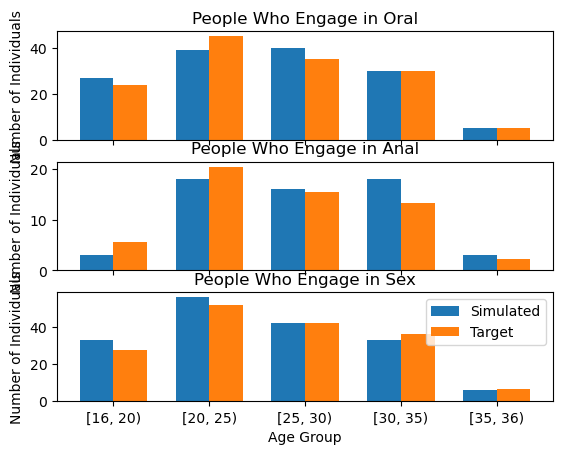 People Who Engage in Oral
Number of Individuals
40
20
0
People Who Engage in Anal
Number of Individuals
20
10
0
People Who Engage in Sex
Number of Individuals
40
20
0
Simulated
Target
[16, 20)
[20, 25)
[25, 30)
[30, 35)
[35, 36)
Age Group